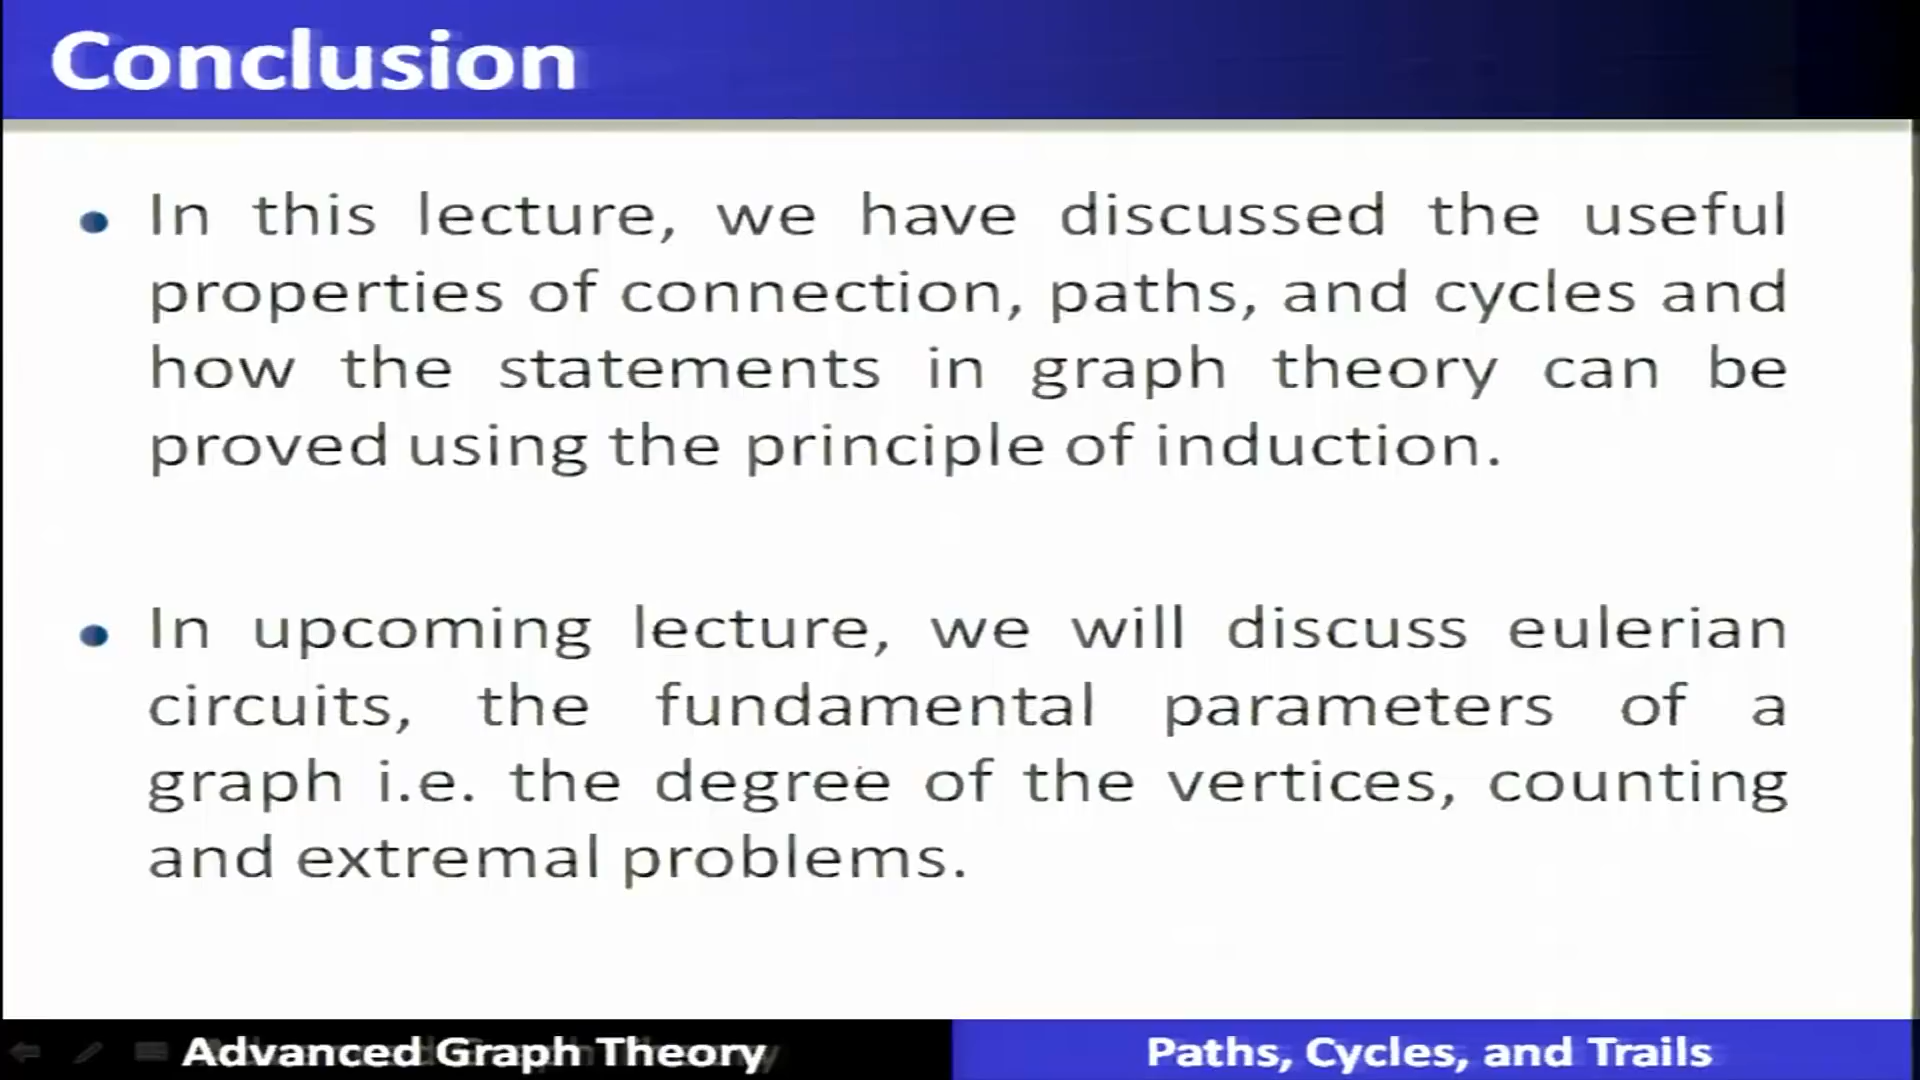 Conclusion
In this lecture, we have discussed the useful
properties of connection, paths, and cycles and
how the statements in graph theory can be
proved using the principle of induction.
In upcoming lecture, we will discuss eulerian
circuits, the fundamental parameters of a
graph i.e. the degree of the vertices, counting
and extremal problems.
Advanced Graph Theory
Paths, Cycles, and Trails